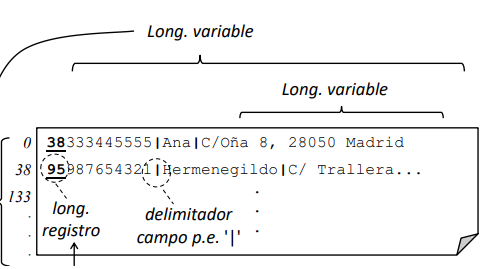 Long. variable
Long. variable
0 38333445555|Ana|C/Oña 8, 28050 Madrid
38 95987654321|Hermenegildo|C/ Trallera...
133 .
. long. delimitador .
. registro campo p.e. '|' .
.